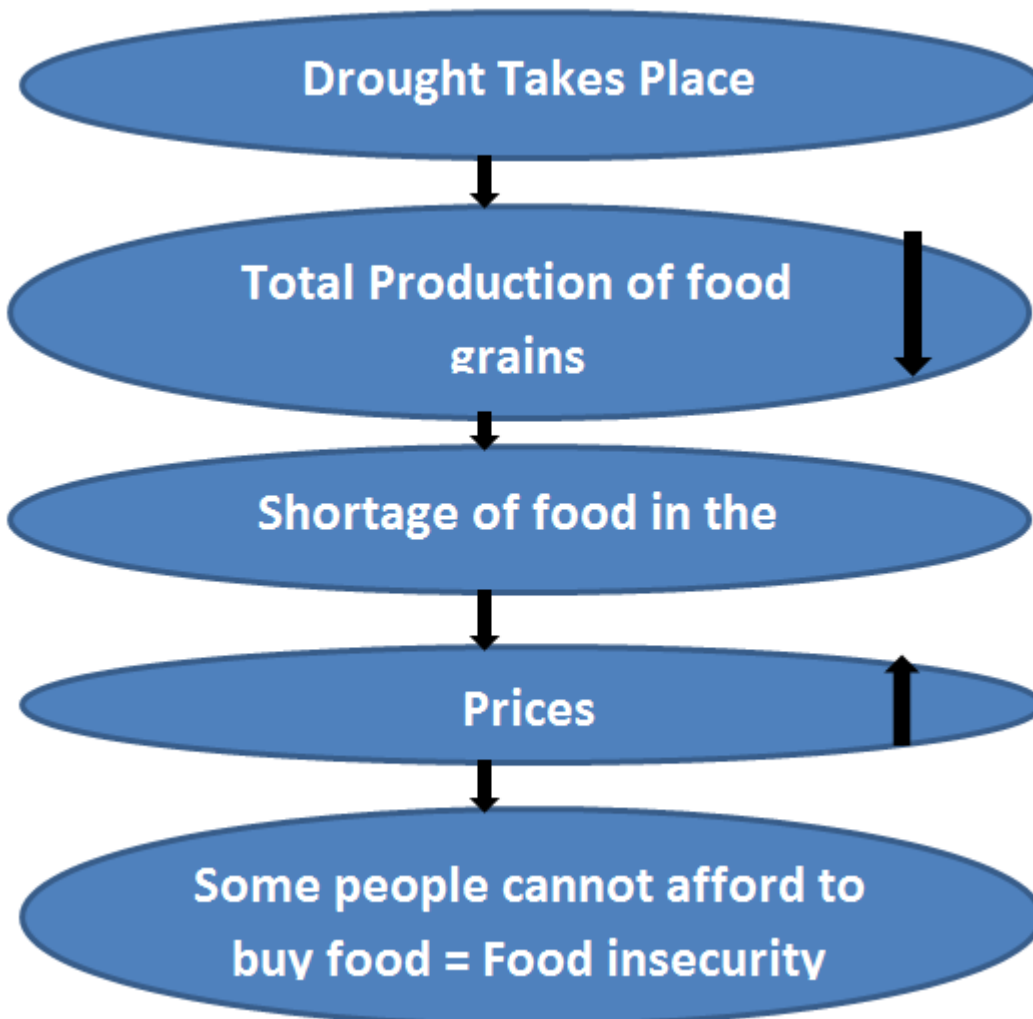 Drought Takes Place
Total Production of food
grains
Shortage of food in the
Prices
Some people cannot afford to
buy food = Food insecurity